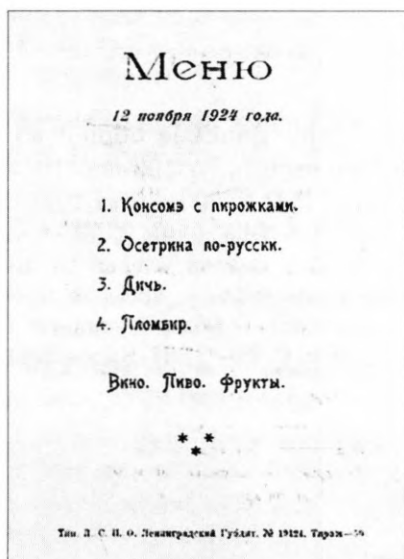 Меню
12 ноября 1924 года.
1. Консомэ с пирожками.
2. Осетрина по-русски.
3. Дичь.
4. Пломбир.
Вино. Пиво. Фрукты.
* * *
Тип. Л. С. П. О. Ленинградский Гублит. № 19124. Тираж—50